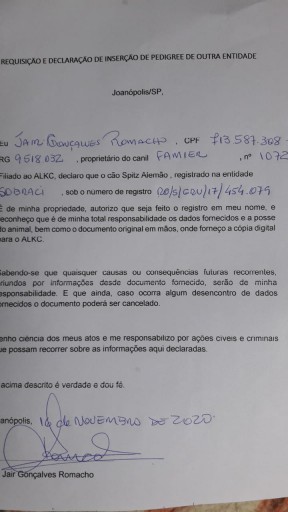 REQUISIÇÃO E DECLARAÇÃO DE INSERÇÃO DE PEDIGREE DE OUTRA ENTIDADE
Joanópolis/SP,
Eu JAIR GONÇALVES ROMACHO, CPF 713 587 368-
RG 9518032, proprietário do canil FAMIER, nº 1072
Filiado ao ALKC, declaro que o cão Spitz Alemão, registrado na entidade
SOBRACI, sob o número de registro /17/454.079
É de minha propriedade, autorizo que seja feito o registro em meu nome, e
reconheço que é de minha total responsabilidade os dados fornecidos e a posse
do animal, bem como o documento original em mãos, onde forneço a cópia digital
para o ALKC.
Sabendo-se que quaisquer causas ou consequências futuras recorrentes,
oriundos por informações desde documento fornecido, serão de minha
responsabilidade. E que ainda, caso ocorra algum desencontro de dados
fornecidos o documento poderá ser cancelado.
Tenho ciência dos meus atos e me responsabilizo por ações cíveis e criminais
que possam recorrer sobre as informações aqui declaradas.
acima descrito é verdade e dou fé.
Joanópolis, de NOVEMBRO DE 2020.
Jair Gonçalves Romacho